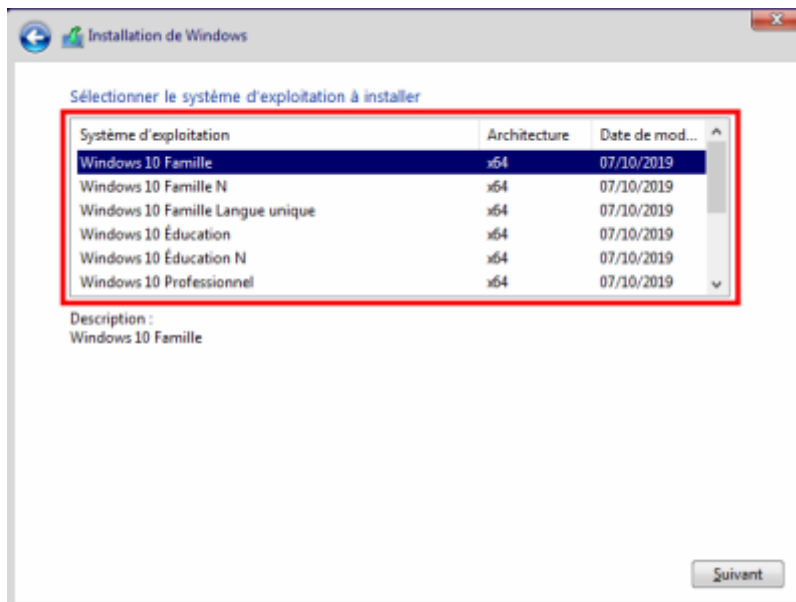 Installation de Windows
Sélectionner le système d'exploitation à installer
Système d'exploitation Architecture Date de mod...
Windows 10 Famille x64 07/10/2019
Windows 10 Famille N x64 07/10/2019
Windows 10 Famille Langue unique x64 07/10/2019
Windows 10 Éducation x64 07/10/2019
Windows 10 Éducation N x64 07/10/2019
Windows 10 Professionnel x64 07/10/2019
Description :
Windows 10 Famille
Suivant